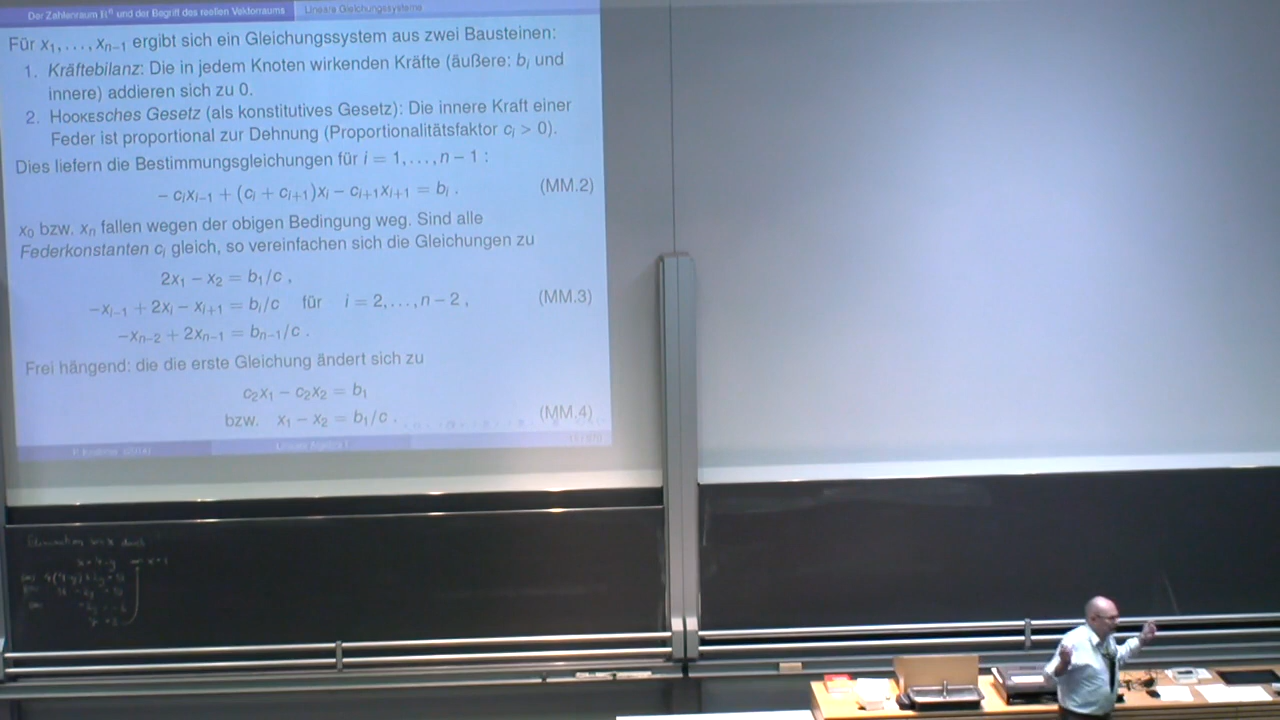 Der Zahlenraum ℝⁿ und der Begriff des reellen Vektorraums Lineare Gleichungssysteme
Für x₁, . . . , xₙ₋₁ ergibt sich ein Gleichungssystem aus zwei Bausteinen:
1. Kräftebilanz: Die in jedem Knoten wirkenden Kräfte (äußere: bᵢ und
innere) addieren sich zu 0.
2. HOOKEsches Gesetz (als konstitutives Gesetz): Die innere Kraft einer
Feder ist proportional zur Dehnung (Proportionalitätsfaktor cᵢ > 0).
Dies liefern die Bestimmungsgleichungen für i = 1, . . . , n − 1 :
− cᵢxᵢ₋₁ + (cᵢ + cᵢ₊₁)xᵢ − cᵢ₊₁xᵢ₊₁ = bᵢ . (MM.2)
x₀ bzw. xₙ fallen wegen der obigen Bedingung weg. Sind alle
Federkonstanten cᵢ gleich, so vereinfachen sich die Gleichungen zu
2x₁ − x₂ = b₁/c ,
−xᵢ₋₁ + 2xᵢ − xᵢ₊₁ = bᵢ/c für i = 2, . . . , n − 2 , (MM.3)
−xₙ₋₂ + 2xₙ₋₁ = bₙ₋₁/c .
Frei hängend: die die erste Gleichung ändert sich zu
c₂x₁ − c₂x₂ = b₁
bzw. x₁ − x₂ = b₁/c . (MM.4)
Lineare Algebra I